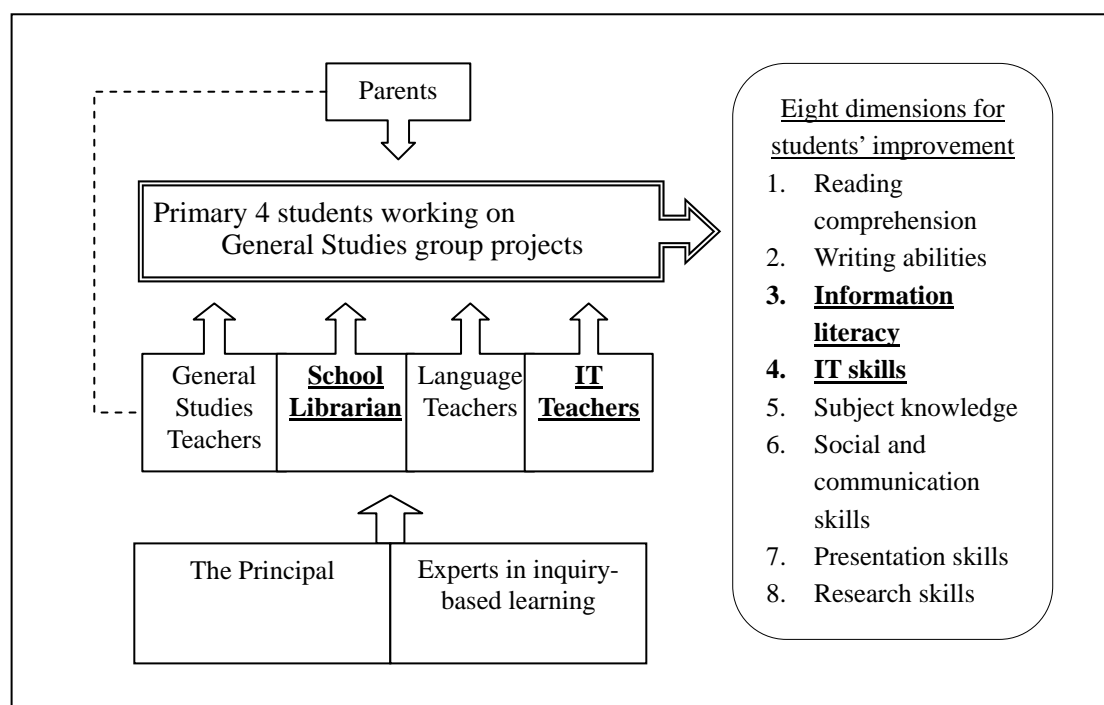 Parents
Primary 4 students working on
General Studies group projects
General
Studies
Teachers
School
Librarian
Language
Teachers
IT
Teachers
The Principal
Experts in inquiry-
based learning
Eight dimensions for
students’ improvement
1. Reading
comprehension
2. Writing abilities
3. Information
literacy
4. IT skills
5. Subject knowledge
6. Social and
communication
skills
7. Presentation skills
8. Research skills